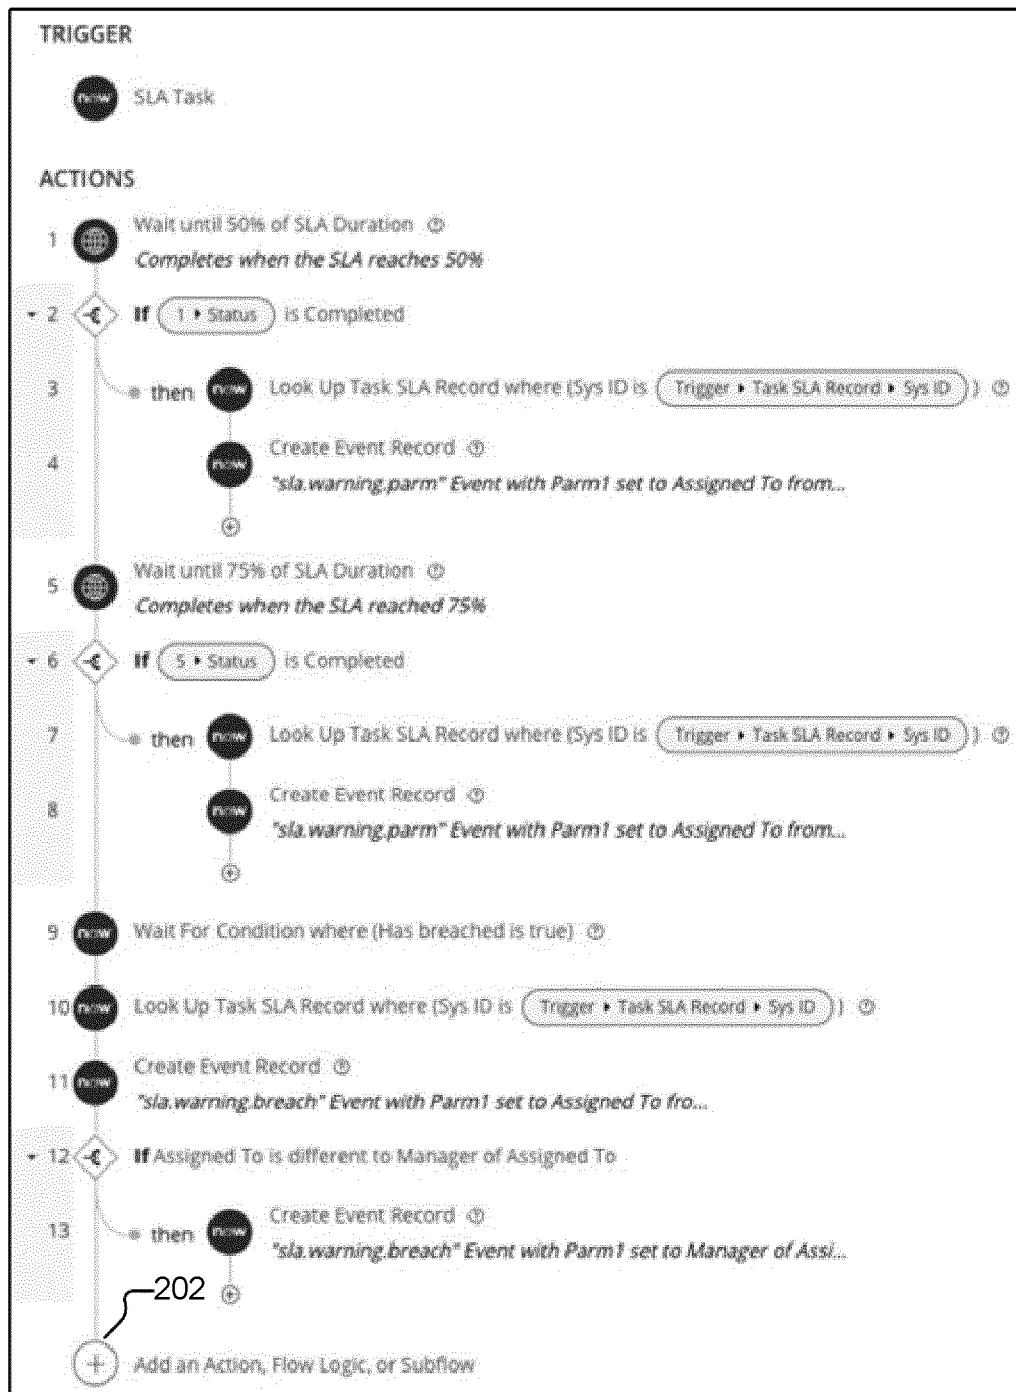 TRIGGER
now SLA Task
ACTIONS
1 Wait until 50% of SLA Duration ?
Completes when the SLA reaches 50%
2 If 1 ▸ Status is Completed
3 then now Look Up Task SLA Record where (Sys ID is Trigger ▸ Task SLA Record ▸ Sys ID ) ?
4 now Create Event Record ?
"sla.warning.parm" Event with Parm1 set to Assigned To from...
5 Wait until 75% of SLA Duration ?
Completes when the SLA reached 75%
6 If 5 ▸ Status is Completed
7 then now Look Up Task SLA Record where (Sys ID is Trigger ▸ Task SLA Record ▸ Sys ID ) ?
8 now Create Event Record ?
"sla.warning.parm" Event with Parm1 set to Assigned To from...
9 now Wait For Condition where (Has breached is true) ?
10 now Look Up Task SLA Record where (Sys ID is Trigger ▸ Task SLA Record ▸ Sys ID ) ?
11 now Create Event Record ?
"sla.warning.breach" Event with Parm1 set to Assigned To fro...
12 If Assigned To is different to Manager of Assigned To
13 then now Create Event Record ?
"sla.warning.breach" Event with Parm1 set to Manager of Assi...
202
+ Add an Action, Flow Logic, or Subflow